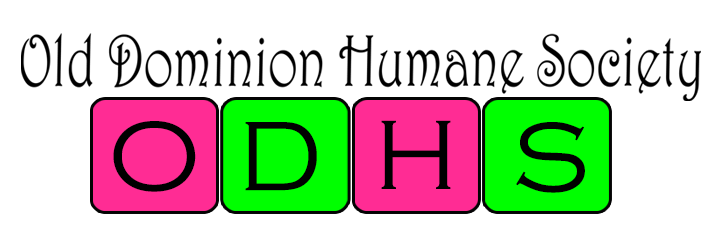 Old Dominion Humane Society
ODHS